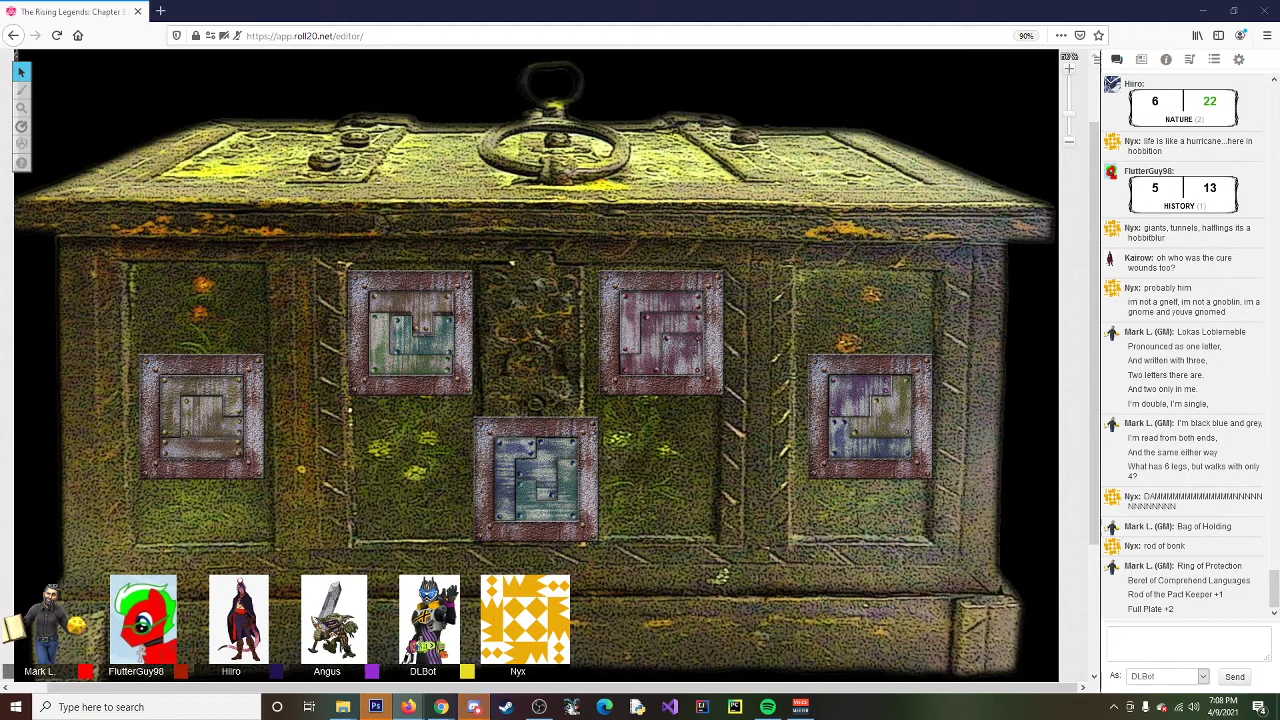 The Rising Legends: Chapter 3
https://app.roll20.net/editor/
90%
Hiiro:
6 22
NATURE (2)
Nyx: life is like a hurricane...here in
hobbition
FlutterGuy98:
5 13
HISTORY (1)
Nyx: giants, tunnels, halflings its a
hobbitblur
Kairow: oh who was the cure
wounds too?
Nyx: probably him
im not a gnelf, im not a gnoblin, im a
gnome and youve gnomed
Mark L. (GM): Lokas Loblemeble
Pronounced as one letter,
And written with three,
Two letters there are,
And two only in me.
I'm double, I'm single,
Mark L. (GM): I'm black blue and grey,
I'm read from both ends,
And the same either way
What has 6 legs, but walks with only
4?
Nyx: DAMMMMMMMMMMMMNNNNN
NNNNNNNN
Mark L. (GM): Bag of Holding
Nyx: rod of bonk
Mark L. (GM): Ring of Protection
Beret of Comprehend Languages
Rod of the Pact Keeper +1
Full Plate +2
As: DLBot Send
Mark L. FlutterGuy98 Hiiro Angus DLBot Nyx
Type here to search
7:08 PM
4/9/2021